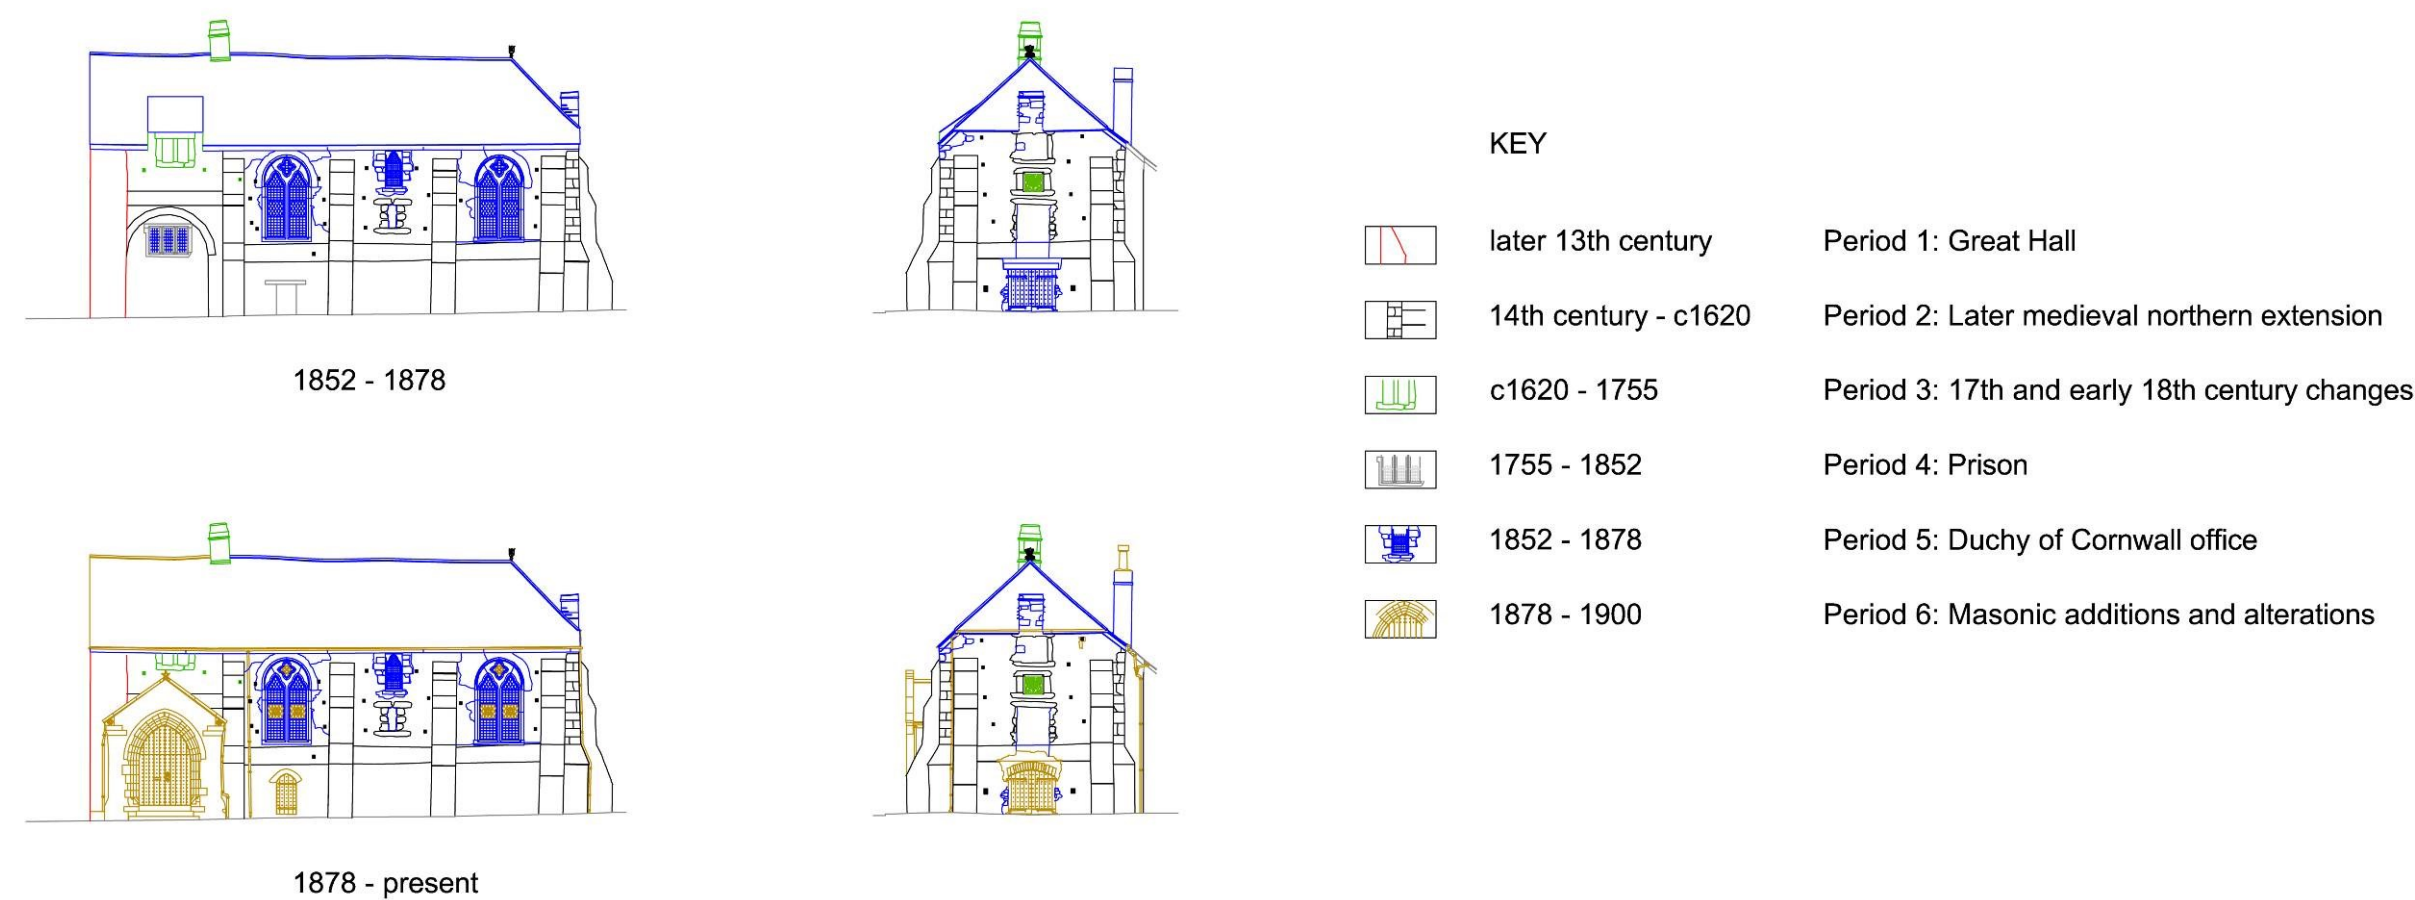 1852 - 1878
1878 - present
KEY
later 13th century Period 1: Great Hall
14th century - c1620 Period 2: Later medieval northern extension
c1620 - 1755 Period 3: 17th and early 18th century changes
1755 - 1852 Period 4: Prison
1852 - 1878 Period 5: Duchy of Cornwall office
1878 - 1900 Period 6: Masonic additions and alterations